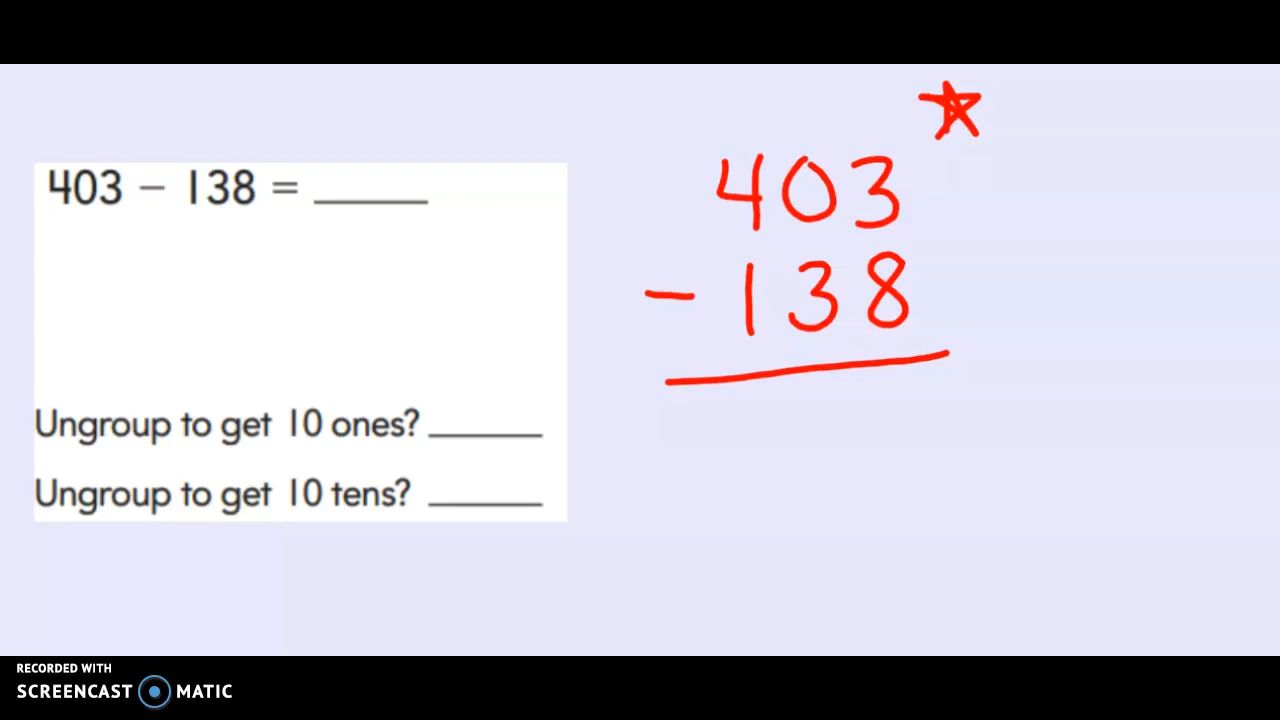 403 – 138 = ______
Ungroup to get 10 ones? ______
Ungroup to get 10 tens? ______
403
- 138
RECORDED WITH
SCREENCAST MATIC